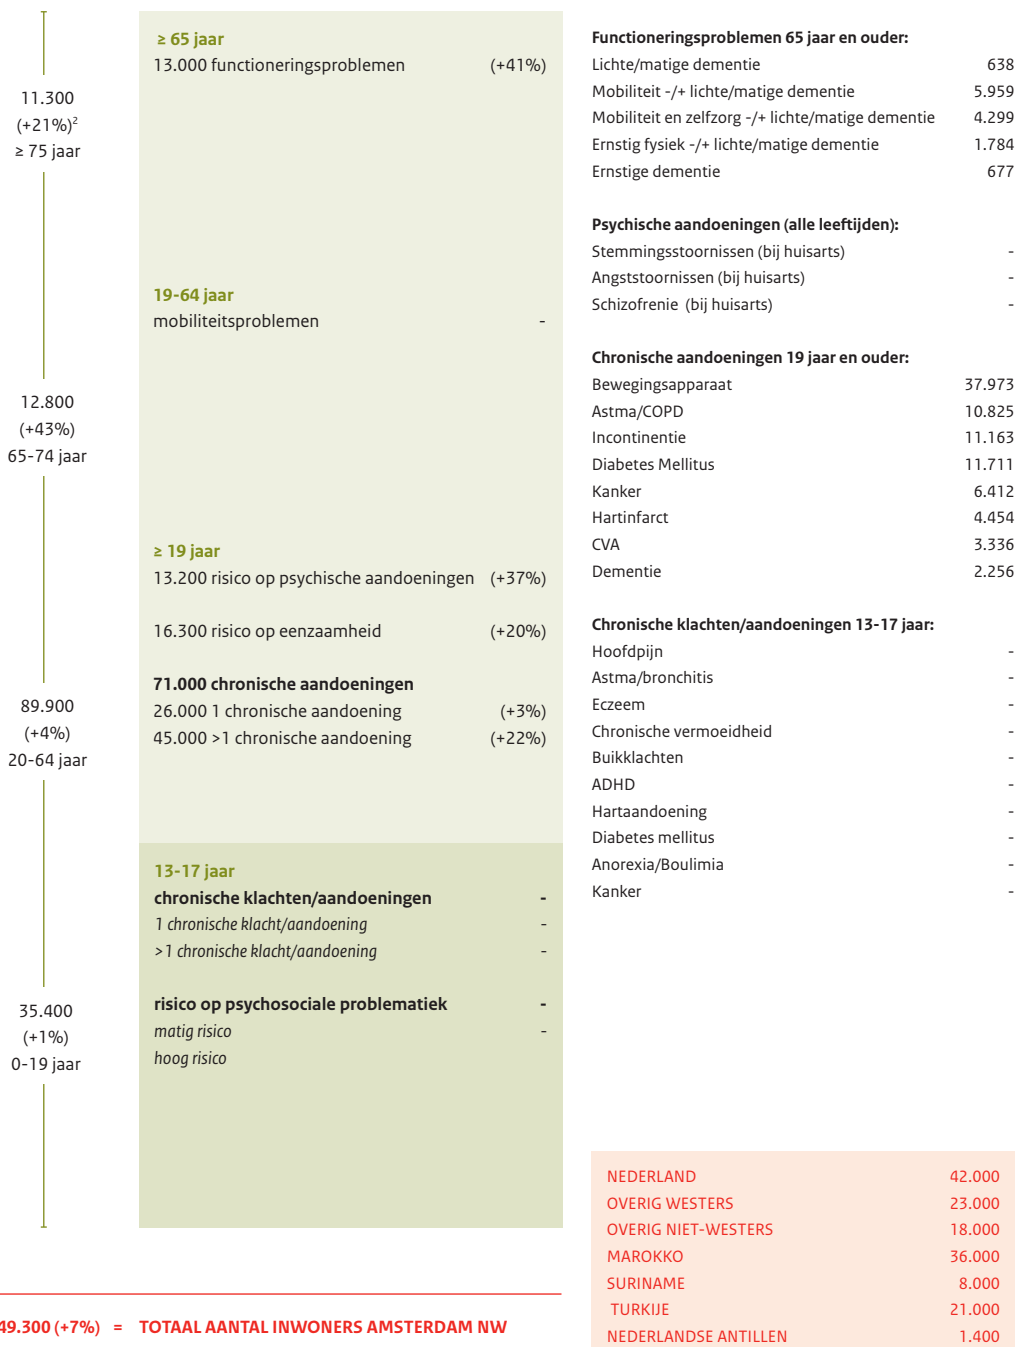 11.300
(+21%)²
≥ 75 jaar
12.800
(+43%)
65-74 jaar
89.900
(+4%)
20-64 jaar
35.400
(+1%)
0-19 jaar
≥ 65 jaar
13.000 functioneringsproblemen (+41%)
19-64 jaar
mobiliteitsproblemen -
≥ 19 jaar
13.200 risico op psychische aandoeningen (+37%)
16.300 risico op eenzaamheid (+20%)
71.000 chronische aandoeningen
26.000 1 chronische aandoening (+3%)
45.000 >1 chronische aandoening (+22%)
13-17 jaar
chronische klachten/aandoeningen -
1 chronische klacht/aandoening -
>1 chronische klacht/aandoening -
risico op psychosociale problematiek -
matig risico -
hoog risico
49.300 (+7%) = TOTAAL AANTAL INWONERS AMSTERDAM NW
Functioneringsproblemen 65 jaar en ouder:
Lichte/matige dementie 638
Mobiliteit -/+ lichte/matige dementie 5.959
Mobiliteit en zelfzorg -/+ lichte/matige dementie 4.299
Ernstig fysiek -/+ lichte/matige dementie 1.784
Ernstige dementie 677
Psychische aandoeningen (alle leeftijden):
Stemmingsstoornissen (bij huisarts) -
Angststoornissen (bij huisarts) -
Schizofrenie (bij huisarts) -
Chronische aandoeningen 19 jaar en ouder:
Bewegingsapparaat 37.973
Astma/COPD 10.825
Incontinentie 11.163
Diabetes Mellitus 11.711
Kanker 6.412
Hartinfarct 4.454
CVA 3.336
Dementie 2.256
Chronische klachten/aandoeningen 13-17 jaar:
Hoofdpijn -
Astma/bronchitis -
Eczeem -
Chronische vermoeidheid -
Buikklachten -
ADHD -
Hartaandoening -
Diabetes mellitus -
Anorexia/Boulimia -
Kanker -
NEDERLAND 42.000
OVERIG WESTERS 23.000
OVERIG NIET-WESTERS 18.000
MAROKKO 36.000
SURINAME 8.000
TURKIJE 21.000
NEDERLANDSE ANTILLEN 1.400